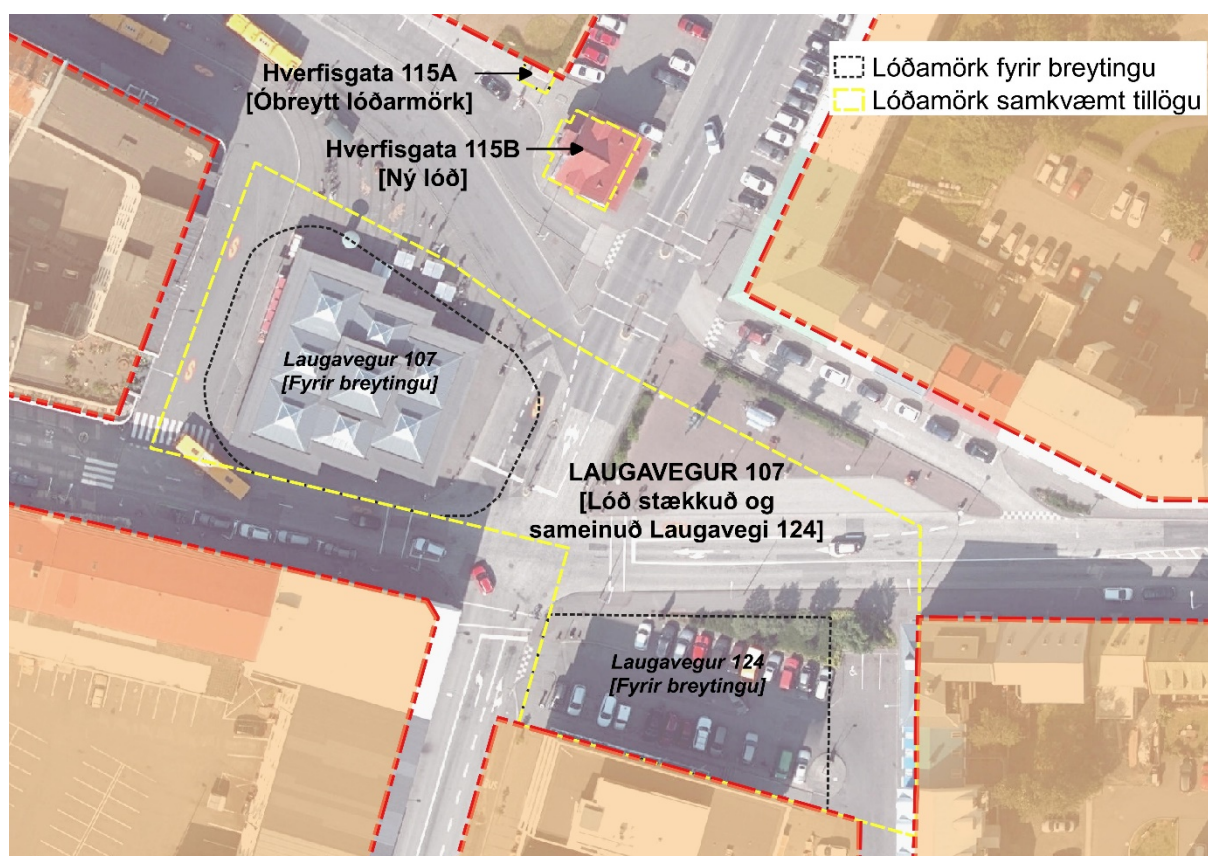 Hverfisgata 115A
[Óbreytt lóðarmörk]
Hverfisgata 115B
[Ný lóð]
Lóðamörk fyrir breytingu
Lóðamörk samkvæmt tillögu
Laugavegur 107
[Fyrir breytingu]
LAUGAVEGUR 107
[Lóð stækkuð og
sameinuð Laugavegi 124]
Laugavegur 124
[Fyrir breytingu]